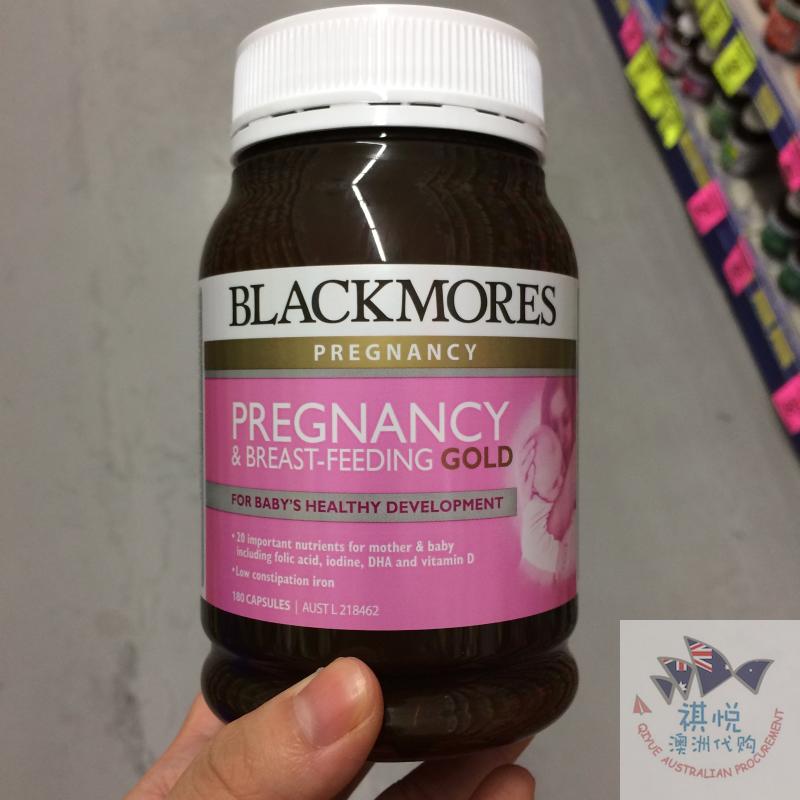 BLACKMORES
PREGNANCY
PREGNANCY
& BREAST-FEEDING GOLD
FOR BABY'S HEALTHY DEVELOPMENT
• 20 important nutrients for mother & baby
including folic acid, iodine, DHA and vitamin D
• Low constipation iron
180 CAPSULES | AUST L 218462
祺悦
澳洲代购
QIYUE AUSTRALIAN PROCUREMENT